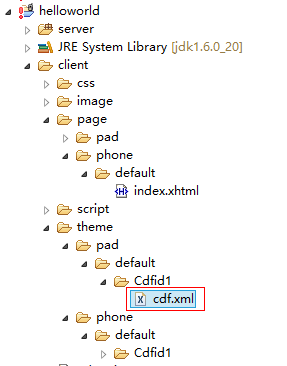 helloworld
server
JRE System Library [jdk1.6.0_20]
client
css
image
page
pad
phone
default
index.xhtml
script
theme
pad
default
Cdfid1
cdf.xml
phone
default
Cdfid1